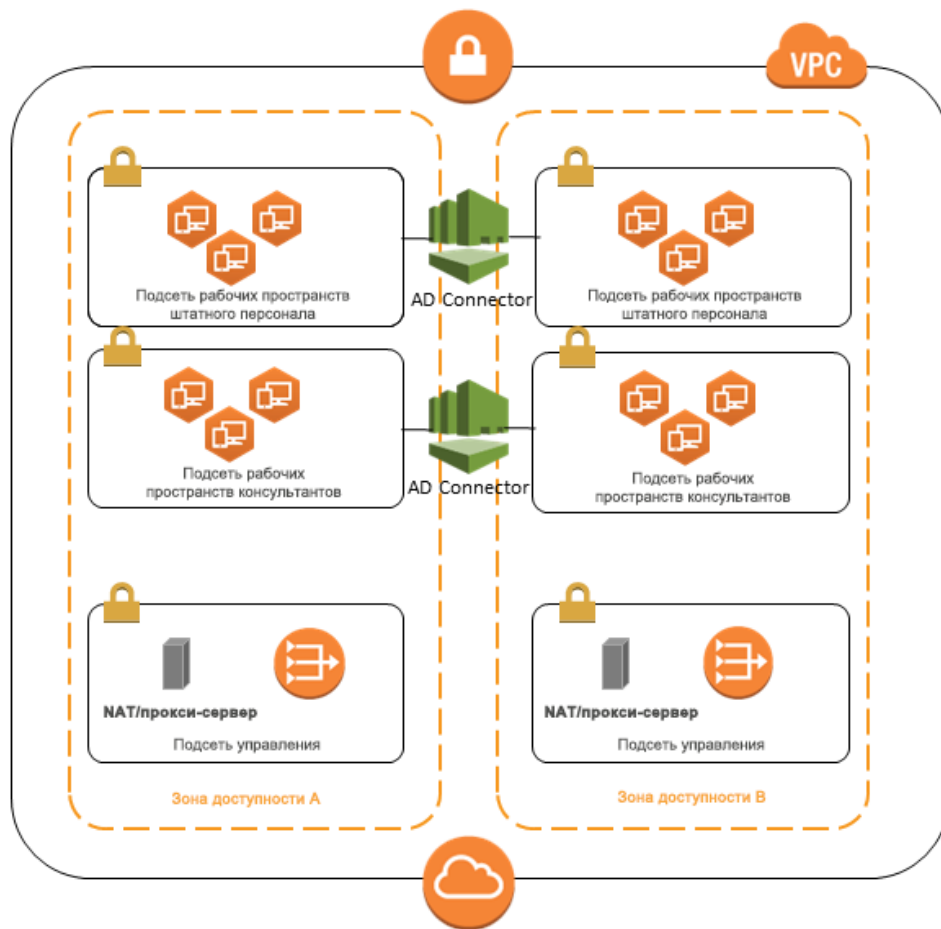 VPC
Подсеть рабочих пространств
штатного персонала
AD Connector
Подсеть рабочих пространств
штатного персонала
Подсеть рабочих
пространств консультантов
AD Connector
Подсеть рабочих
пространств консультантов
NAT/прокси-сервер
Подсеть управления
NAT/прокси-сервер
Подсеть управления
Зона доступности A
Зона доступности B